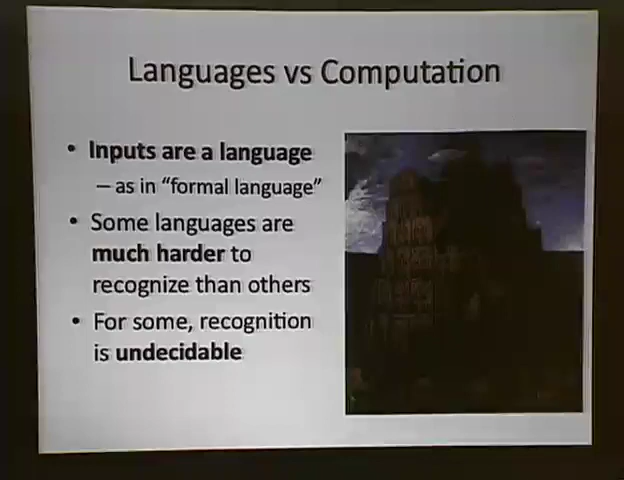 Languages vs Computation
• Inputs are a language
– as in “formal language”
• Some languages are
much harder to
recognize than others
• For some, recognition
is undecidable